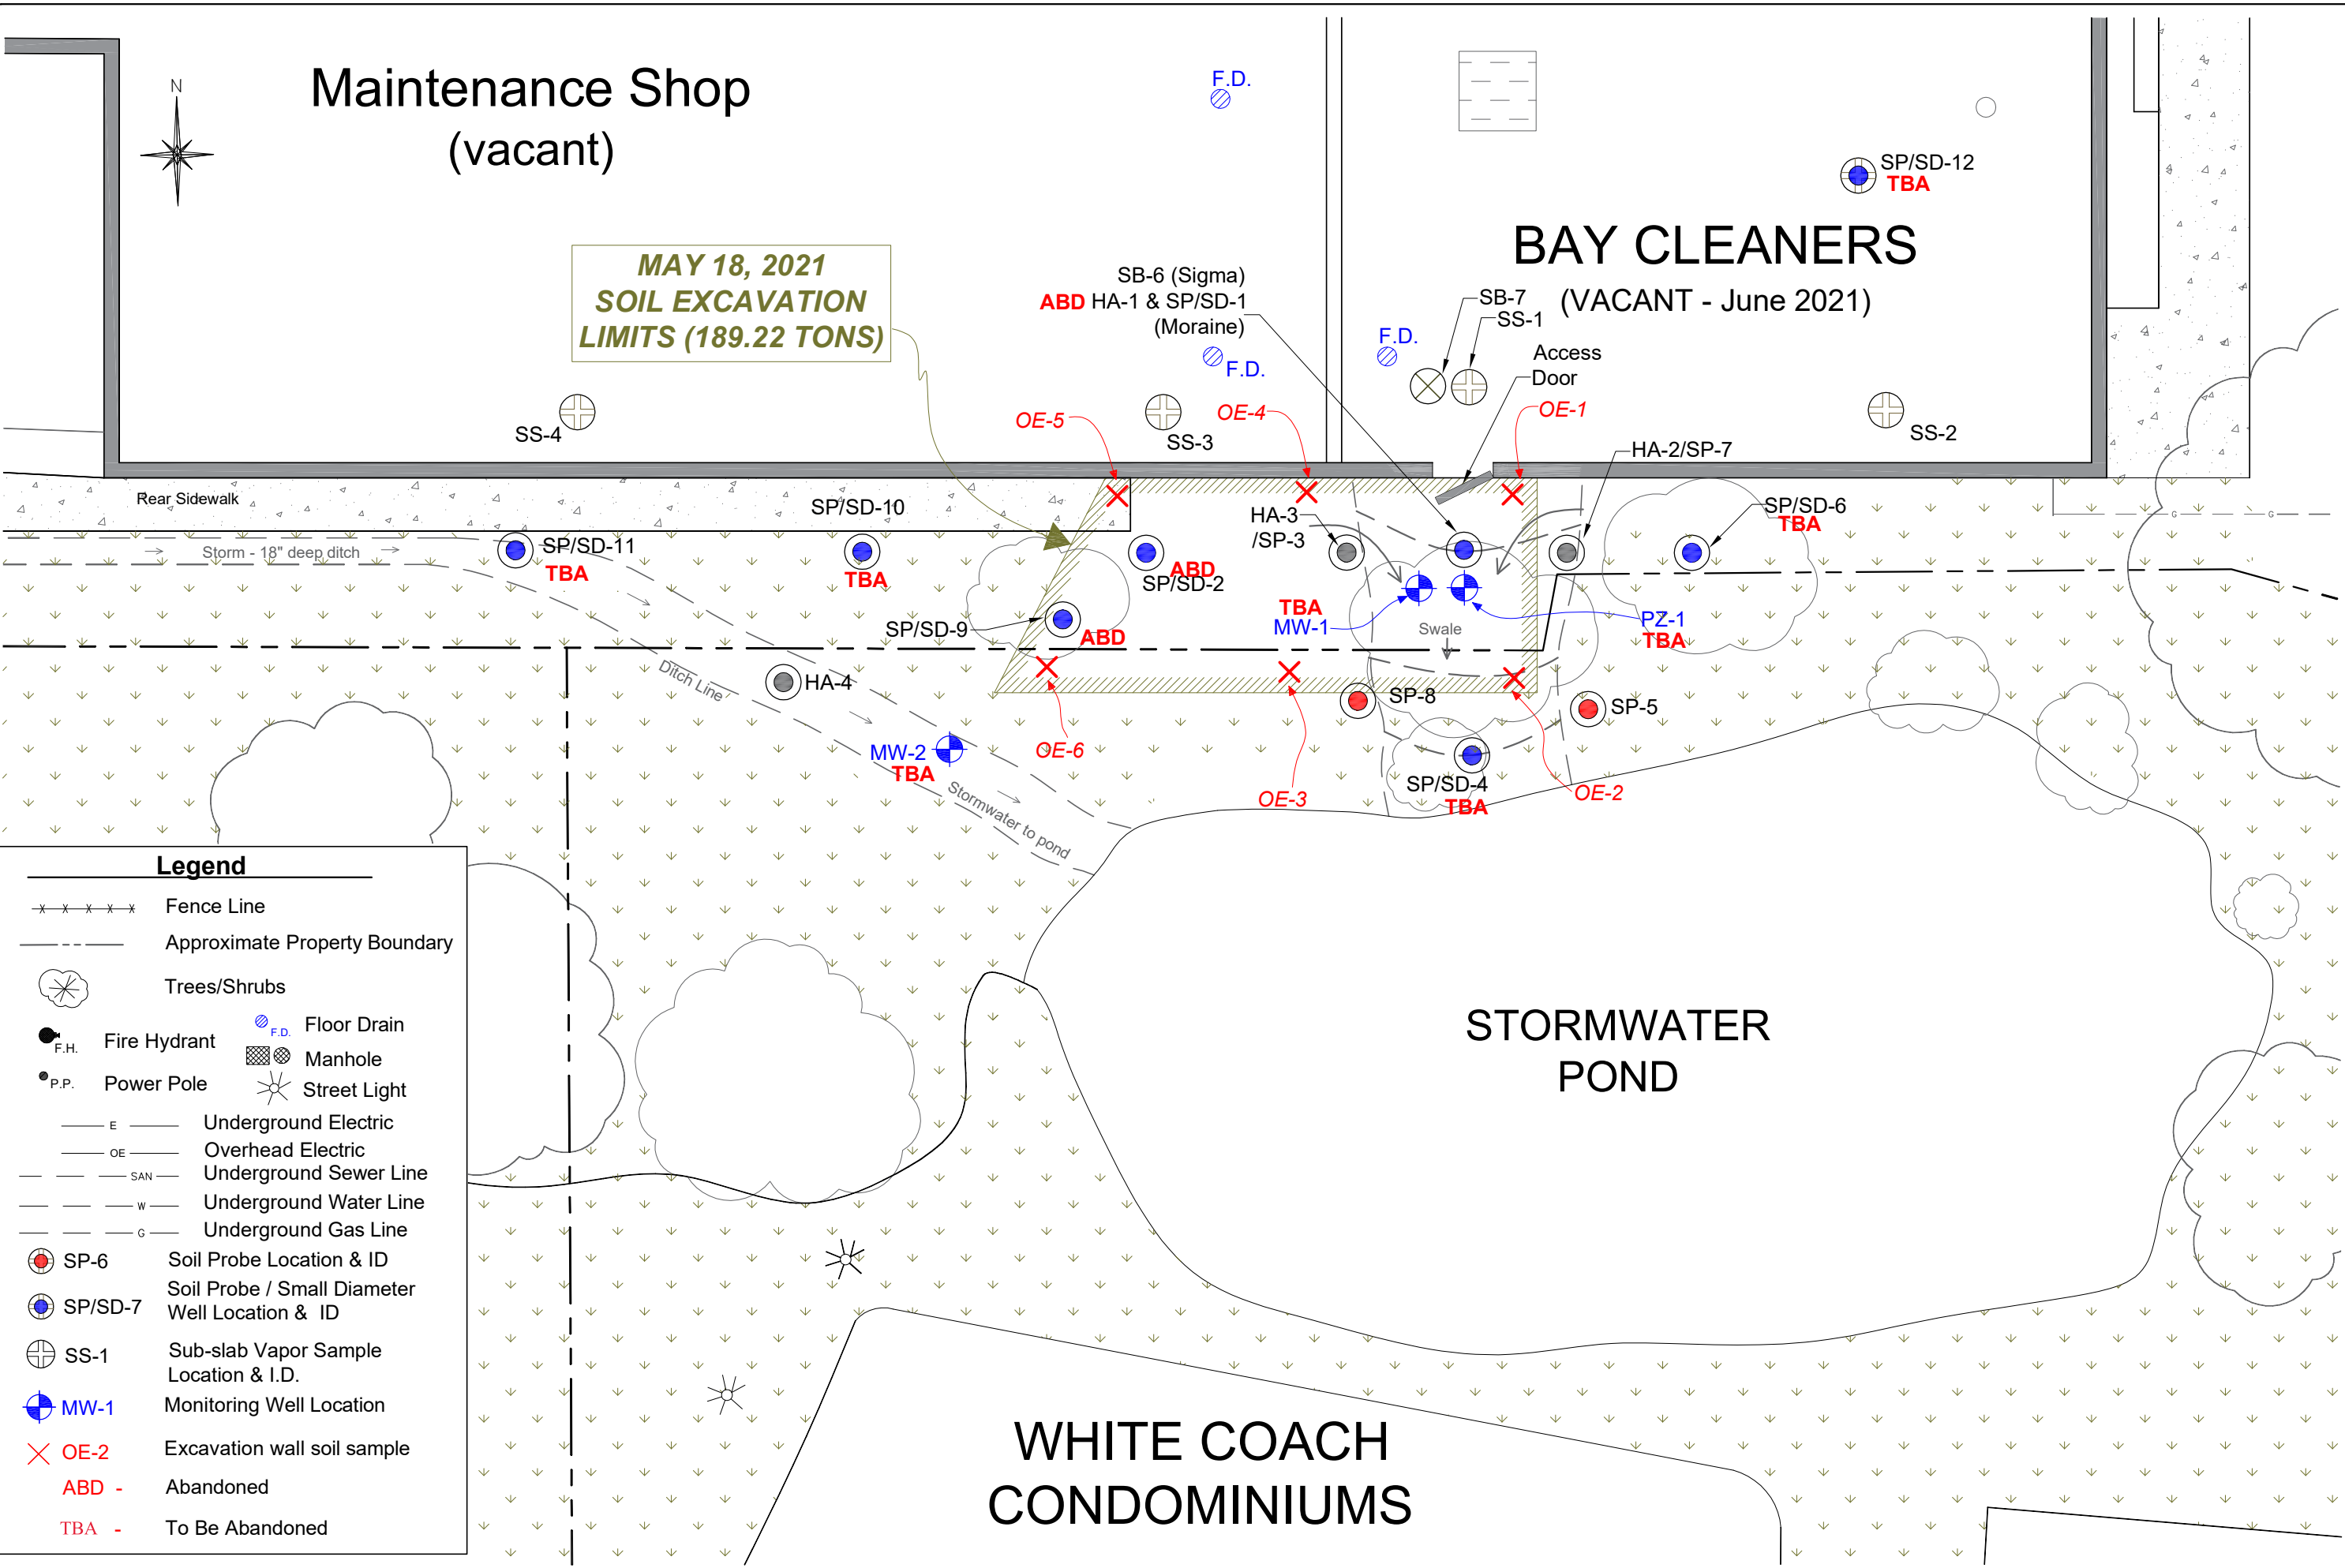 Maintenance Shop
(vacant)
N
F.D.
SP/SD-12
TBA
BAY CLEANERS
(VACANT - June 2021)
MAY 18, 2021
SOIL EXCAVATION
LIMITS (189.22 TONS)
SB-6 (Sigma)
ABD HA-1 & SP/SD-1
(Moraine)
SB-7
SS-1
F.D.
F.D.
Access
Door
OE-5
OE-4
OE-1
SS-4
SS-3
SS-2
HA-2/SP-7
Rear Sidewalk
SP/SD-10
TBA
HA-3
/SP-3
SP/SD-6
TBA
Storm - 18" deep ditch
SP/SD-11
TBA
ABD
SP/SD-2
TBA
MW-1
Swale
PZ-1
TBA
SP/SD-9
ABD
Ditch Line
HA-4
SP-8
SP-5
G
G
MW-2
TBA
OE-6
OE-3
SP/SD-4
TBA
OE-2
Stormwater to pond
STORMWATER
POND
WHITE COACH
CONDOMINIUMS
Legend
Fence Line
Approximate Property Boundary
Trees/Shrubs
F.H. Fire Hydrant
F.D. Floor Drain
Manhole
P.P. Power Pole
Street Light
E Underground Electric
OE Overhead Electric
SAN Underground Sewer Line
W Underground Water Line
G Underground Gas Line
SP-6 Soil Probe Location & ID
SP/SD-7 Soil Probe / Small Diameter
Well Location & ID
SS-1 Sub-slab Vapor Sample
Location & I.D.
MW-1 Monitoring Well Location
OE-2 Excavation wall soil sample
ABD - Abandoned
TBA - To Be Abandoned